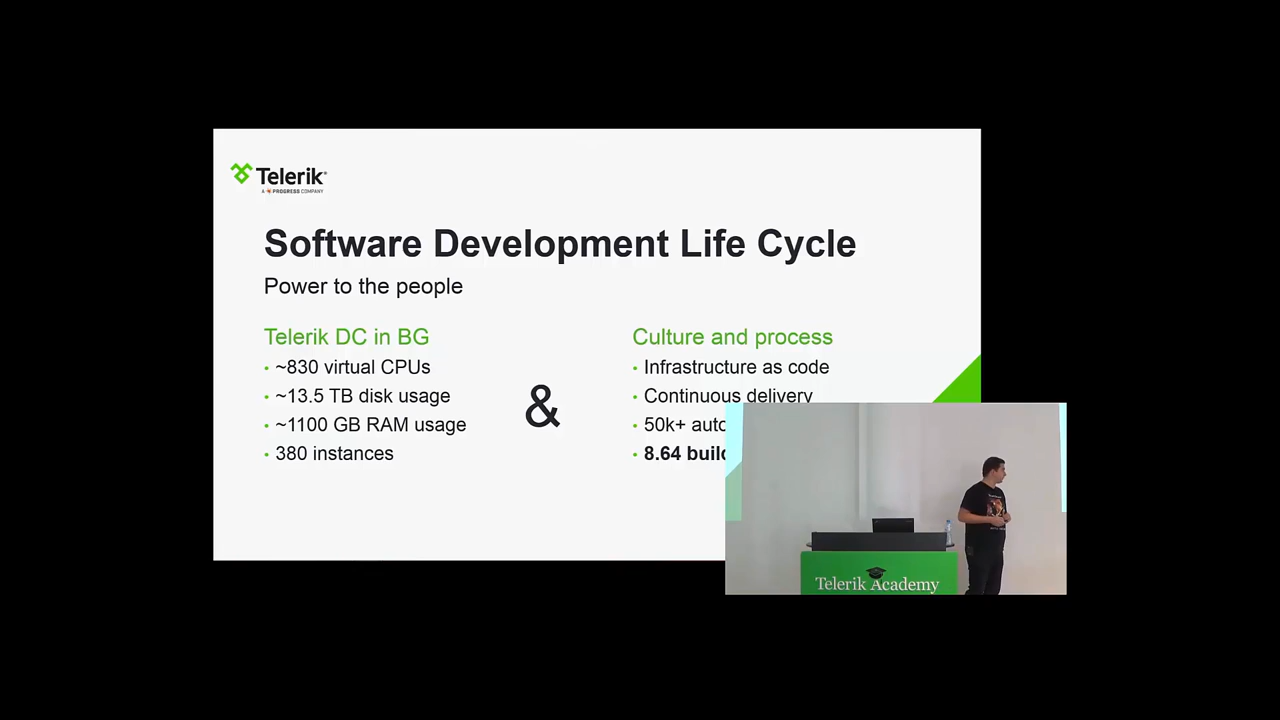 Telerik
A PROGRESS COMPANY
Software Development Life Cycle
Power to the people
Telerik DC in BG
• ~830 virtual CPUs
• ~13.5 TB disk usage
• ~1100 GB RAM usage
• 380 instances
&
Culture and process
• Infrastructure as code
• Continuous delivery
• 50k+
• 8.64
Telerik Academy